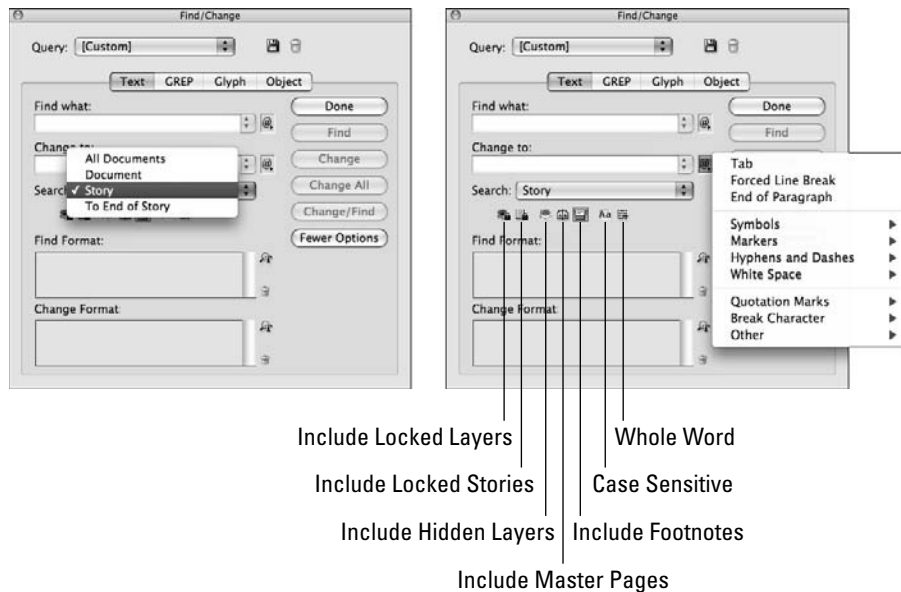 Find/Change
Query: [Custom]
Text GREP Glyph Object
Find what:
Done
Find
Change to:
Change
All Documents
Document
Search
✓ Story
To End of Story
Change All
Change/Find
Fewer Options
Find Format:
Change Format
Find/Change
Query: [Custom]
Text GREP Glyph Object
Find what:
Done
Find
Change to:
Search: Story
Aa
Find Format:
Change Format
Tab
Forced Line Break
End of Paragraph
Symbols
Markers
Hyphens and Dashes
White Space
Quotation Marks
Break Character
Other
Include Locked Layers
Whole Word
Include Locked Stories
Case Sensitive
Include Hidden Layers
Include Footnotes
Include Master Pages